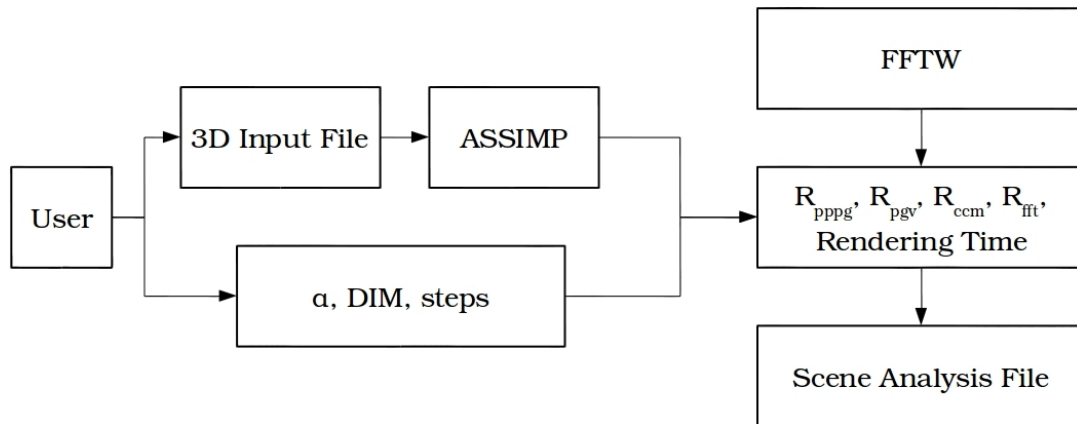 FFTW
3D Input File
ASSIMP
User
R_pppg, R_pgv, R_ccm, R_fft,
Rendering Time
α, DIM, steps
Scene Analysis File